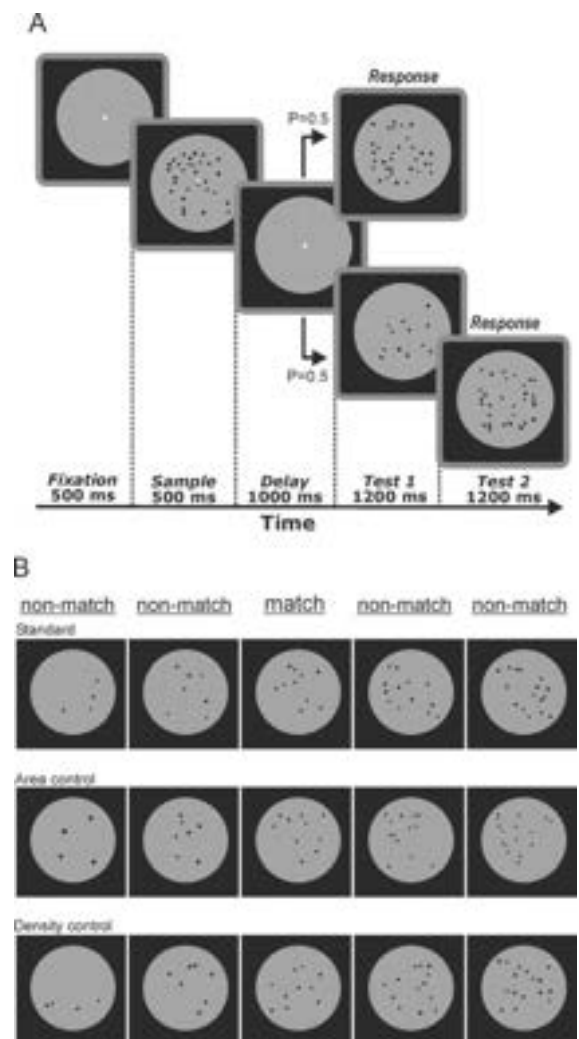 A
Response
P=0.5
Response
P=0.5
Fixation Sample Delay Test 1 Test 2
500 ms 500 ms 1000 ms 1200 ms 1200 ms
Time
B
non-match non-match match non-match non-match
Standard
Area control
Density control